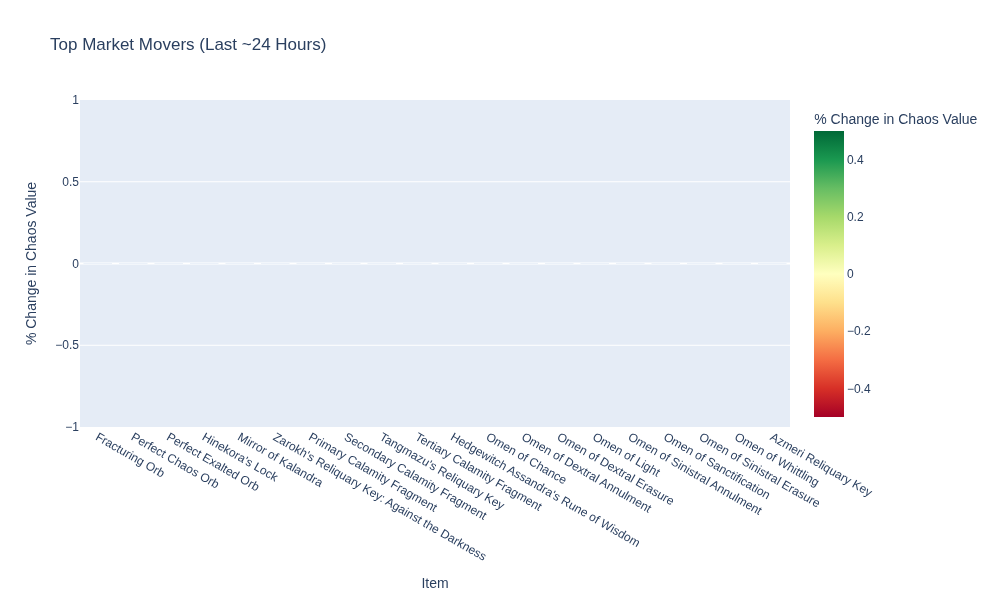 Top Market Movers (Last ~24 Hours)
% Change in Chaos Value
1
0.5
0
−0.5
−1
% Change in Chaos Value
0.4
0.2
0
−0.2
−0.4
Fracturing Orb
Perfect Chaos Orb
Perfect Exalted Orb
Hinekora's Lock
Mirror of Kalandra
Zarokh's Reliquary Key: Against the Darkness
Primary Calamity Fragment
Secondary Calamity Fragment
Tangmazu's Reliquary Key
Tertiary Calamity Fragment
Hedgewitch Assandra's Rune of Wisdom
Omen of Chance
Omen of Dextral Annulment
Omen of Dextral Erasure
Omen of Light
Omen of Sinistral Annulment
Omen of Sanctification
Omen of Sinistral Erasure
Omen of Whittling
Azmeri Reliquary Key
Item